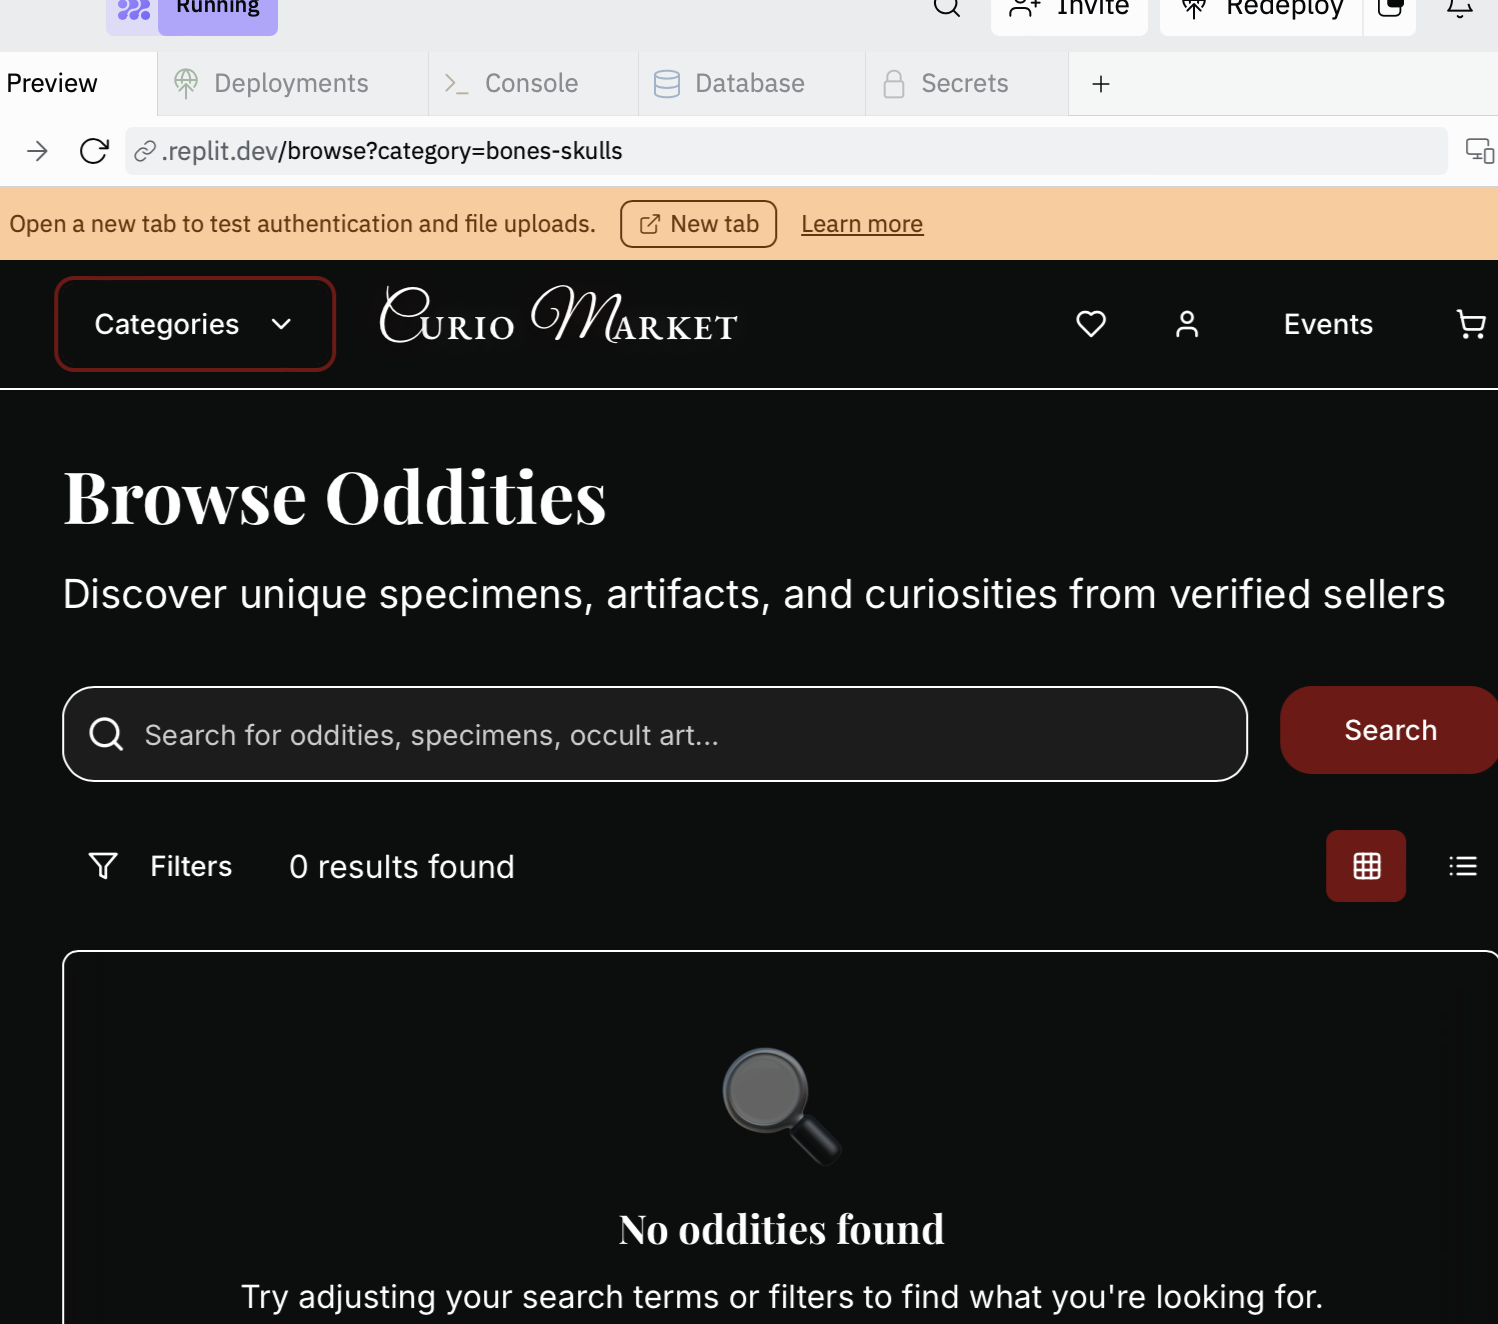 Running
Invite
Redeploy
Preview
Deployments
Console
Database
Secrets
.replit.dev/browse?category=bones-skulls
Open a new tab to test authentication and file uploads.
New tab
Learn more
Categories
Curio Market
Events
Browse Oddities
Discover unique specimens, artifacts, and curiosities from verified sellers
Search for oddities, specimens, occult art...
Search
Filters
0 results found
No oddities found
Try adjusting your search terms or filters to find what you're looking for.